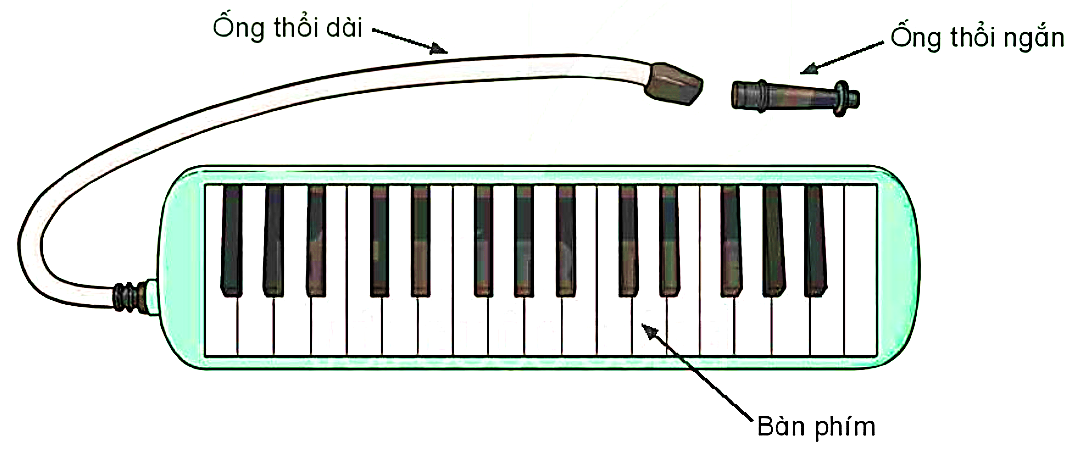 Ống thổi dài
Ống thổi ngắn
Bàn phím